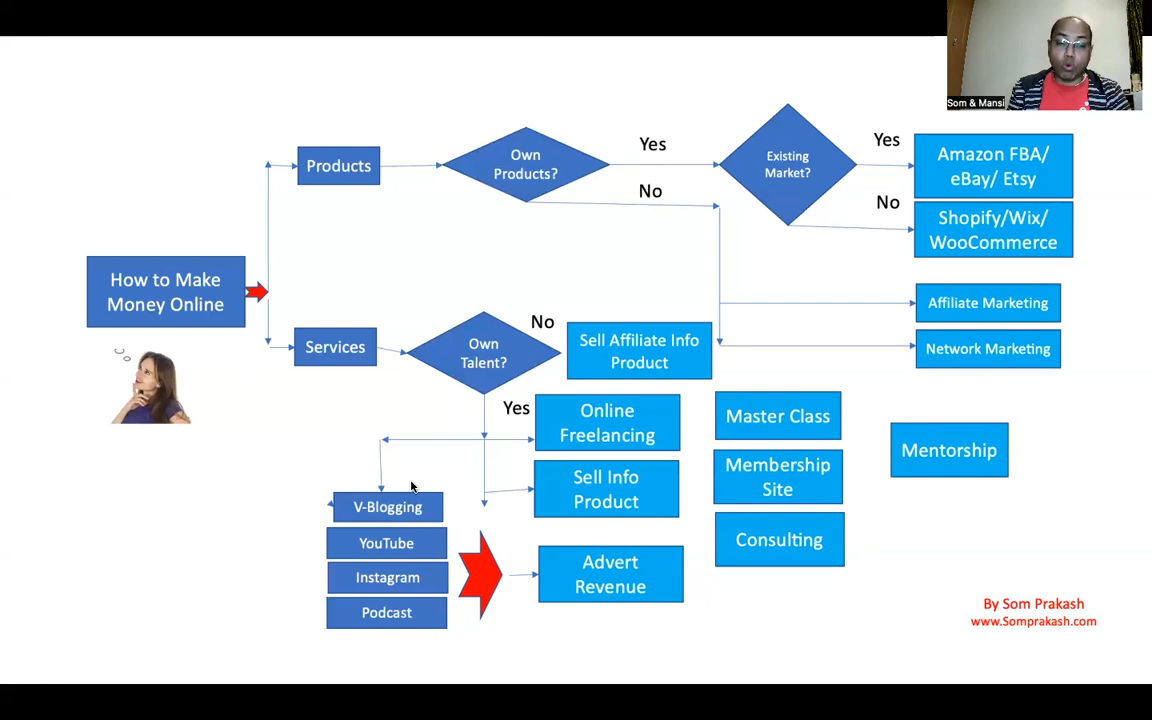 Som & Mansi
Yes
Yes
Own
Products?
Existing
Market?
Amazon FBA/
eBay/ Etsy
Products
No
No
Shopify/Wix/
WooCommerce
How to Make
Money Online
Affiliate Marketing
No
Services
Own
Talent?
Sell Affiliate Info
Product
Network Marketing
Yes
Online
Freelancing
Master Class
Mentorship
Sell Info
Product
Membership
Site
V-Blogging
YouTube
Instagram
Podcast
Advert
Revenue
Consulting
By Som Prakash
www.Somprakash.com